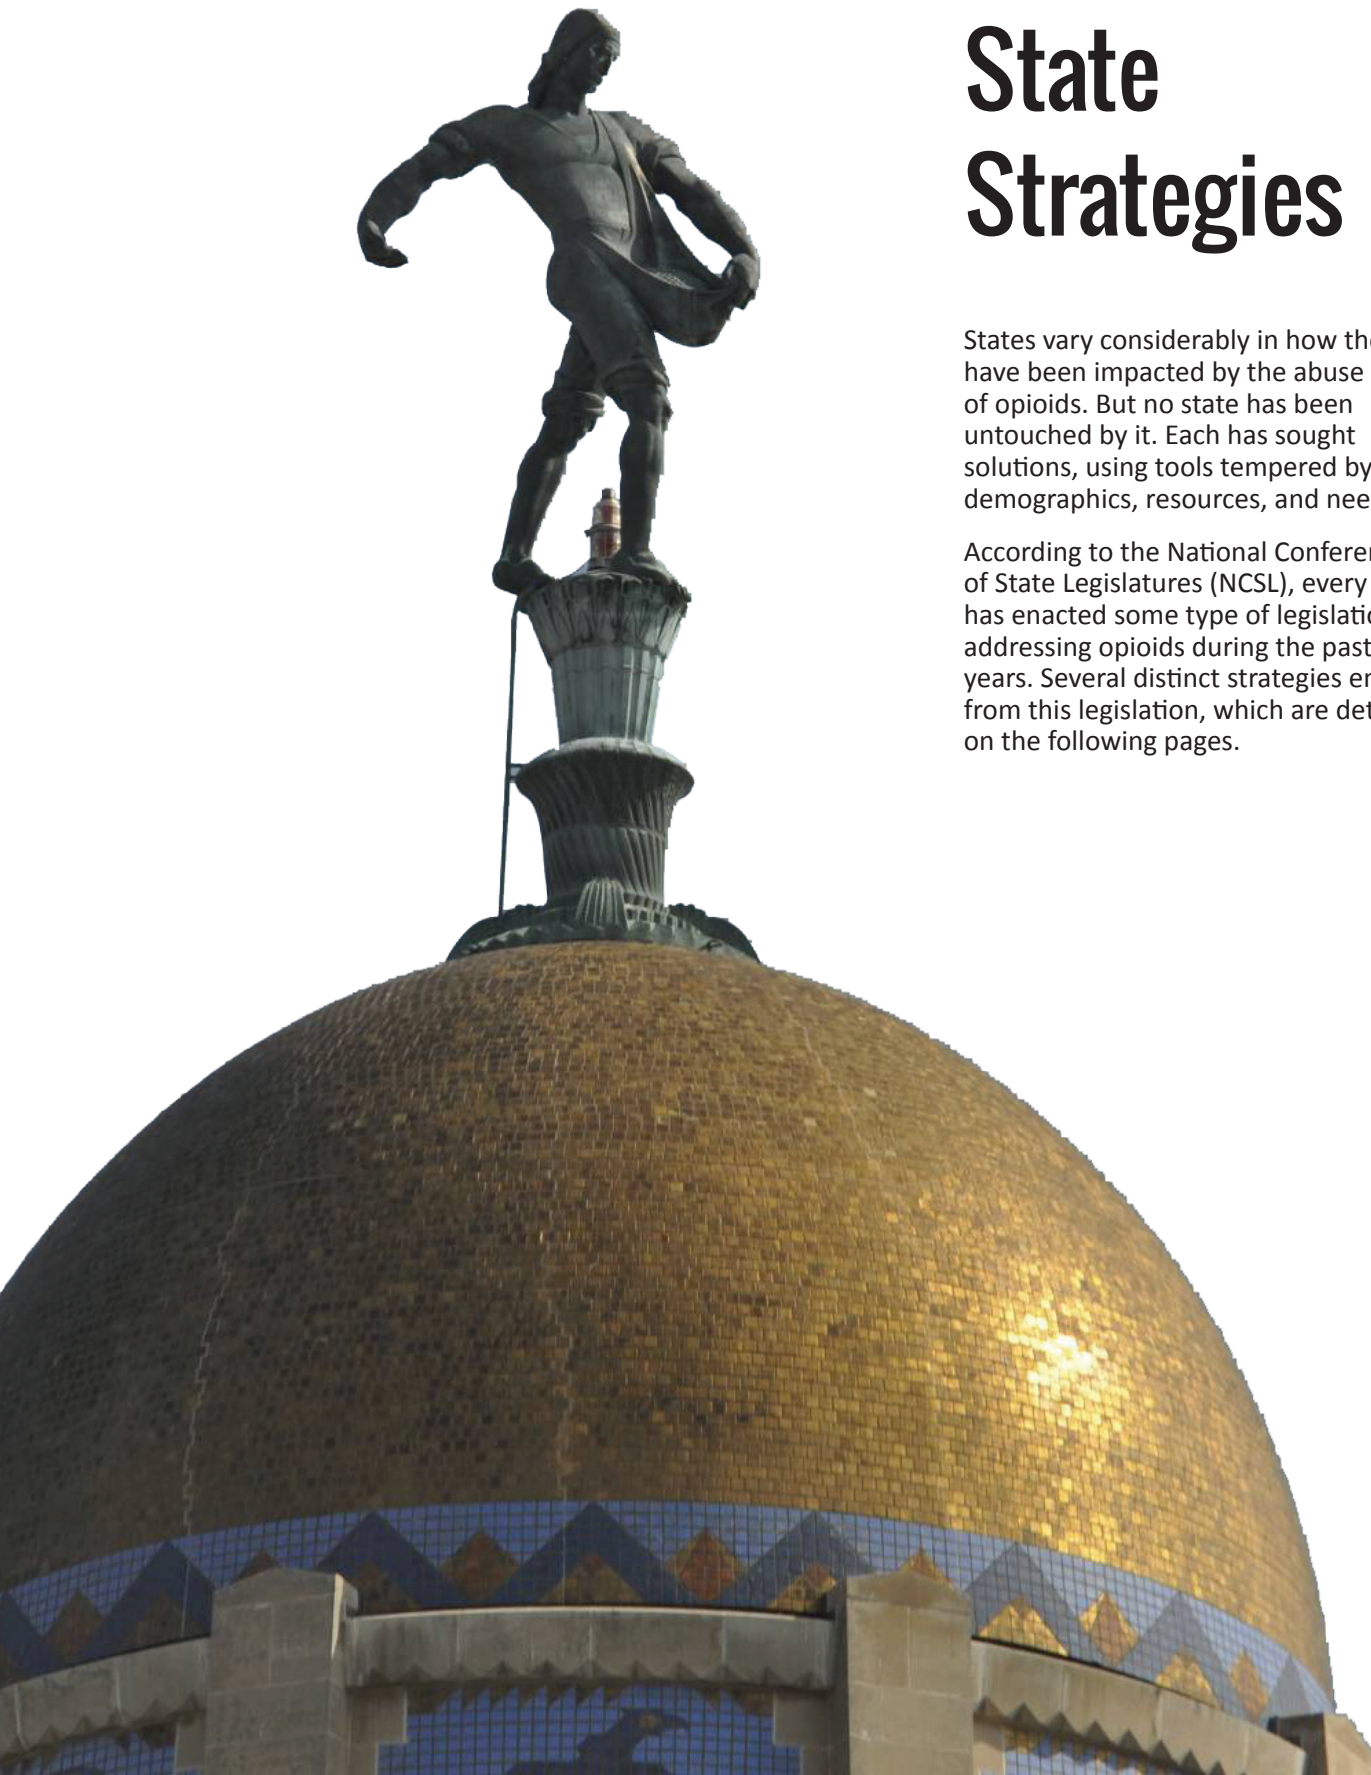 State
Strategies
States vary considerably in how the
have been impacted by the abuse
of opioids. But no state has been
untouched by it. Each has sought
solutions, using tools tempered by
demographics, resources, and nee
According to the National Conferen
of State Legislatures (NCSL), every
has enacted some type of legislatio
addressing opioids during the past
years. Several distinct strategies e
from this legislation, which are det
on the following pages.